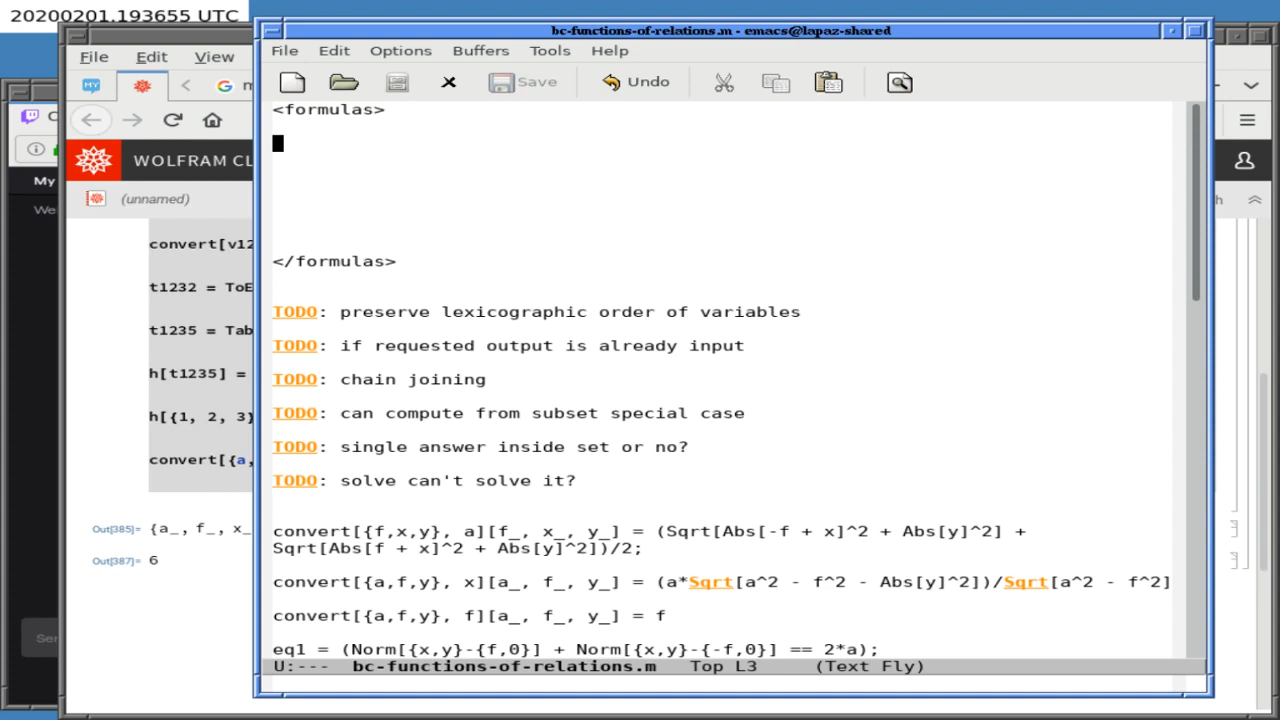 20200201.193655 UTC
bc-functions-of-relations.m - emacs@lapaz-shared
File Edit View
File Edit Options Buffers Tools Help
Save Undo
<formulas>
</formulas>
TODO: preserve lexicographic order of variables
TODO: if requested output is already input
TODO: chain joining
TODO: can compute from subset special case
TODO: single answer inside set or no?
TODO: solve can't solve it?
convert[{f,x,y}, a][f_, x_, y_] = (Sqrt[Abs[-f + x]^2 + Abs[y]^2] +
Sqrt[Abs[f + x]^2 + Abs[y]^2])/2;
convert[{a,f,y}, x][a_, f_, y_] = (a*Sqrt[a^2 - f^2 - Abs[y]^2])/Sqrt[a^2 - f^2]
convert[{a,f,y}, f][a_, f_, y_] = f
eq1 = (Norm[{x,y}-{f,0}] + Norm[{x,y}-{-f,0}] == 2*a);
U:--- bc-functions-of-relations.m Top L3 (Text Fly)
MY
G m
WOLFRAM CL
(unnamed)
convert[v12
t1232 = ToE
t1235 = Tab
h[t1235] =
h[{1, 2, 3}
convert[{a,
Out[385]= {a_, f_, x_
Out[387]= 6
My
Wel
Ser